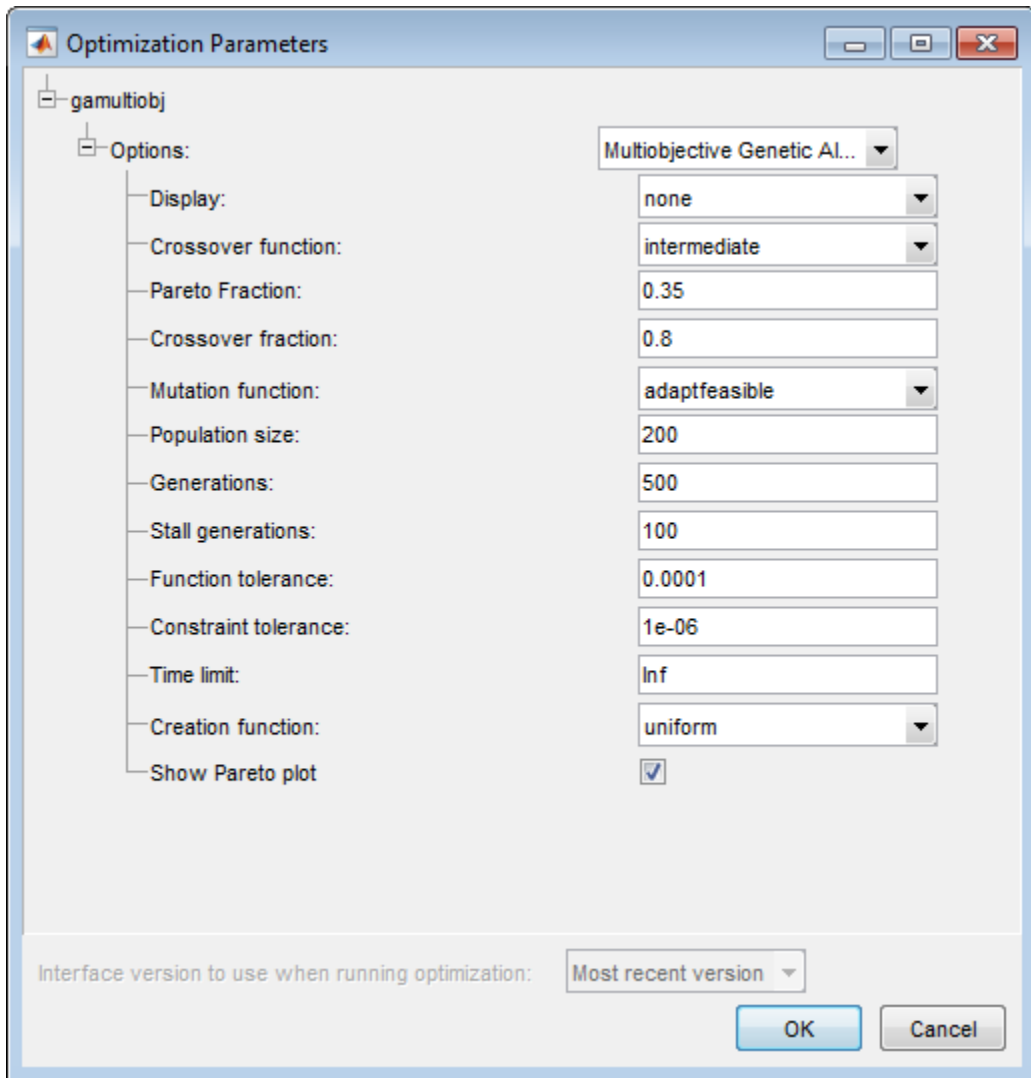 Optimization Parameters
gamultiobj
Options: Multiobjective Genetic Al...
Display: none
Crossover function: intermediate
Pareto Fraction: 0.35
Crossover fraction: 0.8
Mutation function: adaptfeasible
Population size: 200
Generations: 500
Stall generations: 100
Function tolerance: 0.0001
Constraint tolerance: 1e-06
Time limit: Inf
Creation function: uniform
Show Pareto plot
Interface version to use when running optimization: Most recent version
OK Cancel